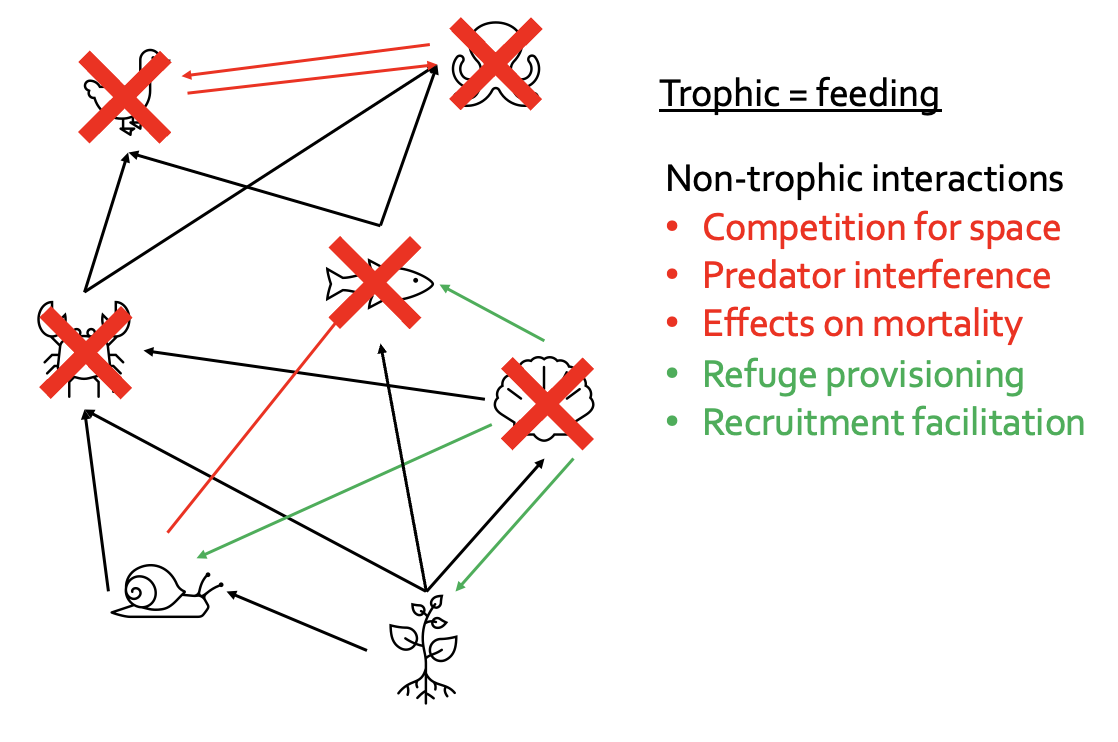 Trophic = feeding
Non-trophic interactions
• Competition for space
• Predator interference
• Effects on mortality
• Refuge provisioning
• Recruitment facilitation